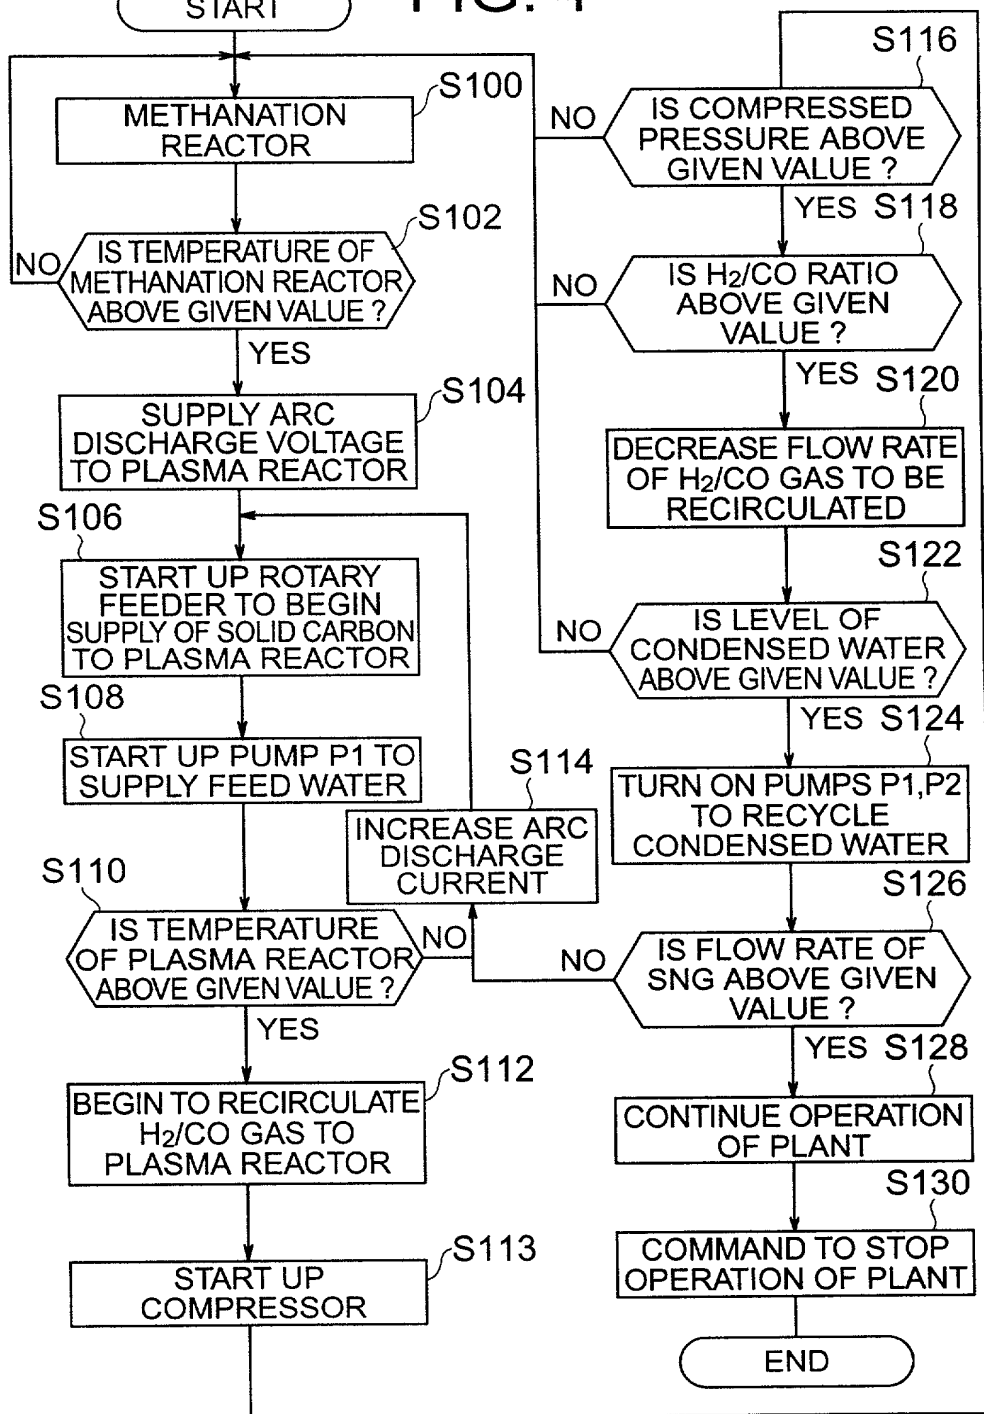 START
FIG. 4
S100
METHANATION
REACTOR
S102
IS TEMPERATURE OF
METHANATION REACTOR
ABOVE GIVEN VALUE ?
NO
YES
S104
SUPPLY ARC
DISCHARGE VOLTAGE
TO PLASMA REACTOR
S106
START UP ROTARY
FEEDER TO BEGIN
SUPPLY OF SOLID CARBON
TO PLASMA REACTOR
S108
START UP PUMP P1 TO
SUPPLY FEED WATER
S114
INCREASE ARC
DISCHARGE
CURRENT
S110
IS TEMPERATURE
OF PLASMA REACTOR
ABOVE GIVEN VALUE ?
NO
YES
S112
BEGIN TO RECIRCULATE
H2/CO GAS TO
PLASMA REACTOR
S113
START UP
COMPRESSOR
S116
IS COMPRESSED
PRESSURE ABOVE
GIVEN VALUE ?
NO
YES
S118
IS H2/CO RATIO
ABOVE GIVEN
VALUE ?
NO
YES
S120
DECREASE FLOW RATE
OF H2/CO GAS TO BE
RECIRCULATED
S122
IS LEVEL OF
CONDENSED WATER
ABOVE GIVEN VALUE ?
NO
YES
S124
TURN ON PUMPS P1,P2
TO RECYCLE
CONDENSED WATER
S126
IS FLOW RATE OF
SNG ABOVE GIVEN
VALUE ?
NO
YES
S128
CONTINUE OPERATION
OF PLANT
S130
COMMAND TO STOP
OPERATION OF PLANT
END